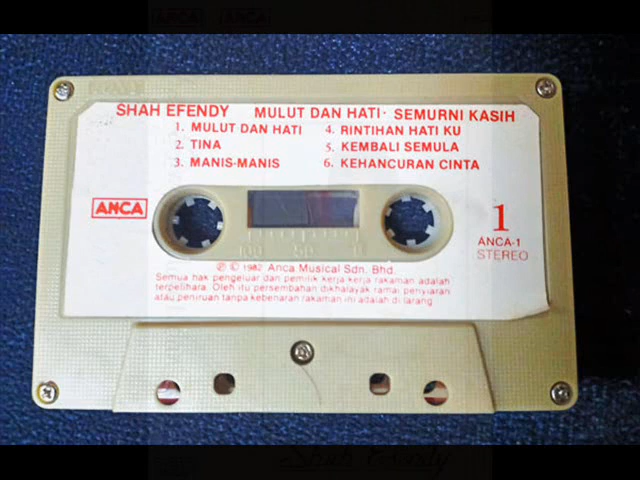 SHAH EFENDY MULUT DAN HATI · SEMURNI KASIH
1. MULUT DAN HATI 4. RINTIHAN HATI KU
2. TINA 5. KEMBALI SEMULA
3. MANIS-MANIS 6. KEHANCURAN CINTA
ANCA
1
ANCA-1
STEREO
100 50
℗ © 1982 Anca Musical Sdn. Bhd.
Semua hak pengeluar dan pemilik kerja kerja rakaman adalah
terpelihara. Oleh itu persembahan dikhalayak ramai, penyiaran
atau peniruan tanpa kebenaran rakaman ini adalah di larang
Shah Efendy